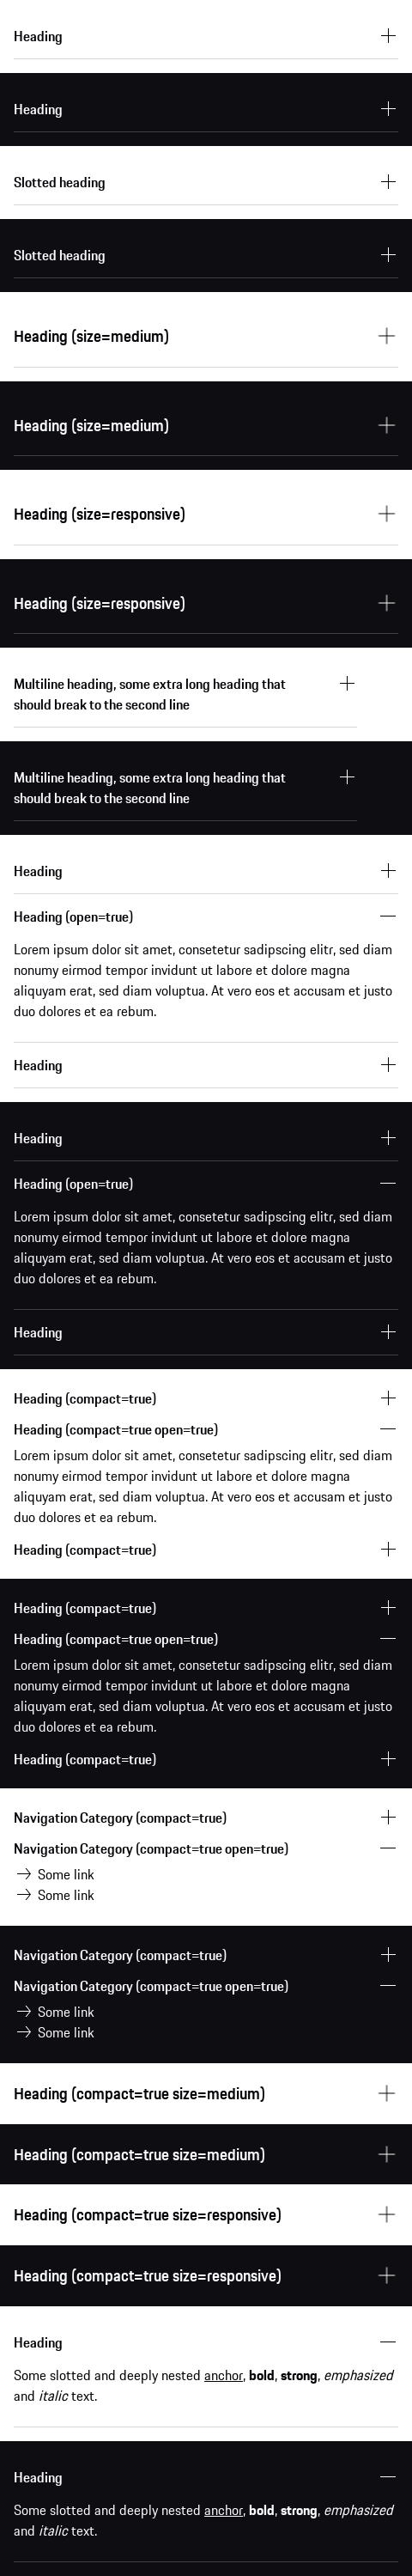 Heading
Heading
Slotted heading
Slotted heading
Heading (size=medium)
Heading (size=medium)
Heading (size=responsive)
Heading (size=responsive)
Multiline heading, some extra long heading that
should break to the second line
Multiline heading, some extra long heading that
should break to the second line
Heading
Heading (open=true)
Lorem ipsum dolor sit amet, consetetur sadipscing elitr, sed diam
nonumy eirmod tempor invidunt ut labore et dolore magna
aliquyam erat, sed diam voluptua. At vero eos et accusam et justo
duo dolores et ea rebum.
Heading
Heading
Heading (open=true)
Lorem ipsum dolor sit amet, consetetur sadipscing elitr, sed diam
nonumy eirmod tempor invidunt ut labore et dolore magna
aliquyam erat, sed diam voluptua. At vero eos et accusam et justo
duo dolores et ea rebum.
Heading
Heading (compact=true)
Heading (compact=true open=true)
Lorem ipsum dolor sit amet, consetetur sadipscing elitr, sed diam
nonumy eirmod tempor invidunt ut labore et dolore magna
aliquyam erat, sed diam voluptua. At vero eos et accusam et justo
duo dolores et ea rebum.
Heading (compact=true)
Heading (compact=true)
Heading (compact=true open=true)
Lorem ipsum dolor sit amet, consetetur sadipscing elitr, sed diam
nonumy eirmod tempor invidunt ut labore et dolore magna
aliquyam erat, sed diam voluptua. At vero eos et accusam et justo
duo dolores et ea rebum.
Heading (compact=true)
Navigation Category (compact=true)
Navigation Category (compact=true open=true)
Some link
Some link
Navigation Category (compact=true)
Navigation Category (compact=true open=true)
Some link
Some link
Heading (compact=true size=medium)
Heading (compact=true size=medium)
Heading (compact=true size=responsive)
Heading (compact=true size=responsive)
Heading
Some slotted and deeply nested anchor, bold, strong, emphasized
and italic text.
Heading
Some slotted and deeply nested anchor, bold, strong, emphasized
and italic text.